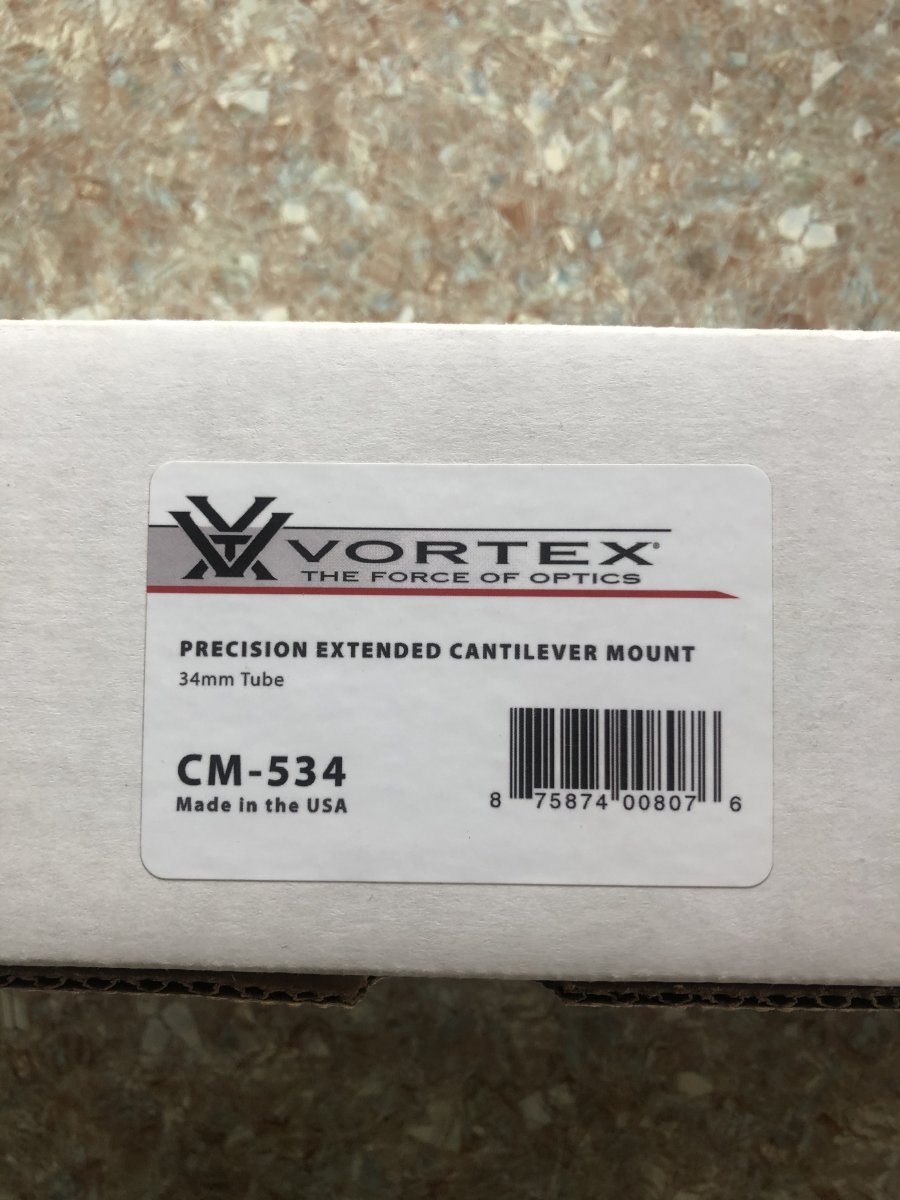 VORTEX®
THE FORCE OF OPTICS
PRECISION EXTENDED CANTILEVER MOUNT
34mm Tube
CM-534
Made in the USA
8 75874 00807 6